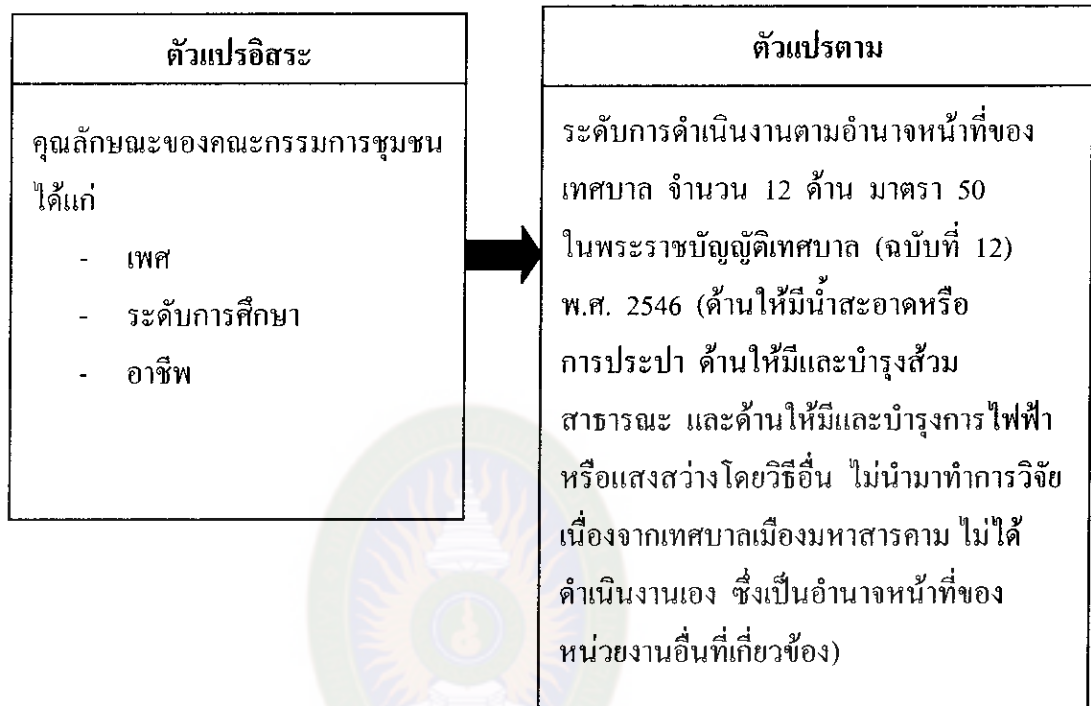 ตัวแปรอิสระ
คุณลักษณะของคณะกรรมการชุมชน
ได้แก่
- เพศ
- ระดับการศึกษา
- อาชีพ
ตัวแปรตาม
ระดับการดำเนินงานตามอำนาจหน้าที่ของ
เทศบาล จำนวน 12 ด้าน มาตรา 50
ในพระราชบัญญัติเทศบาล (ฉบับที่ 12)
พ.ศ. 2546 (ด้านให้มีน้ำสะอาดหรือ
การประปา ด้านให้มีและบำรุงส้วม
สาธารณะ และด้านให้มีและบำรุงการไฟฟ้า
หรือแสงสว่างโดยวิธีอื่น ไม่นำมาทำการวิจัย
เนื่องจากเทศบาลเมืองมหาสารคาม ไม่ได้
ดำเนินงานเอง ซึ่งเป็นอำนาจหน้าที่ของ
หน่วยงานอื่นที่เกี่ยวข้อง)